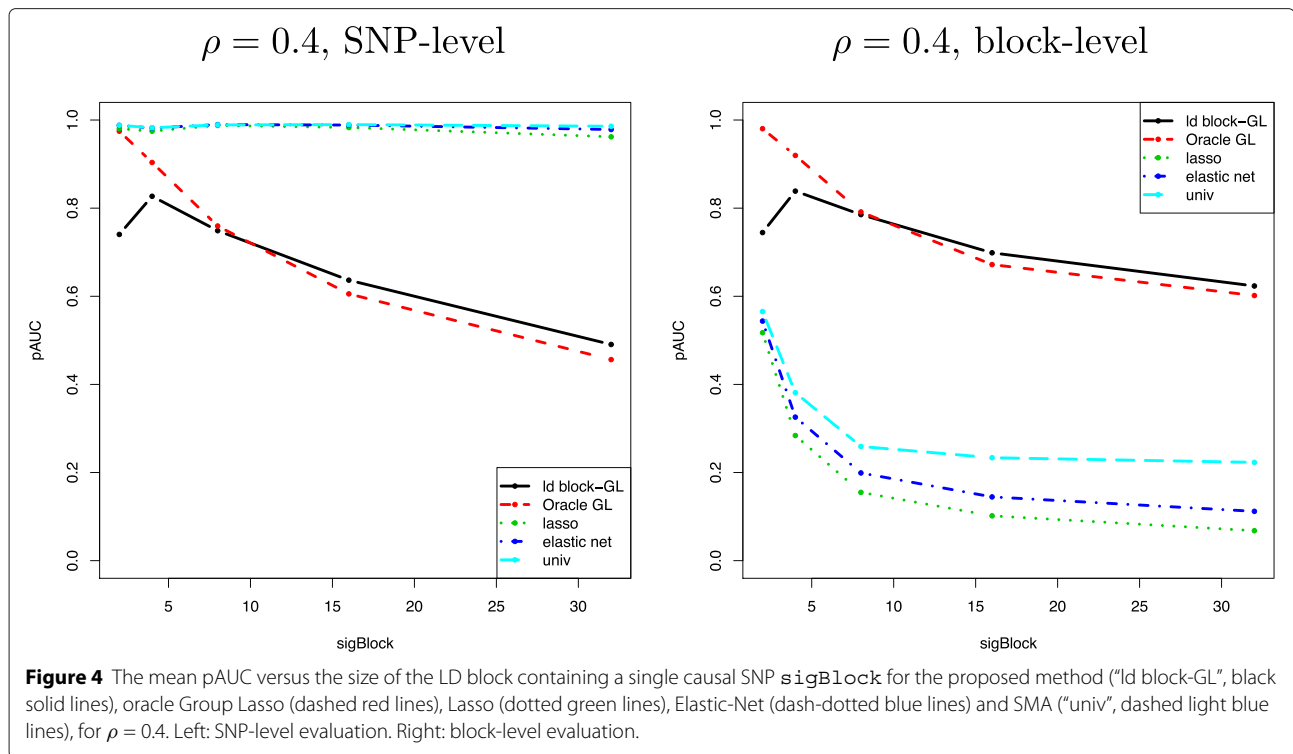 ρ = 0.4, SNP-level
ρ = 0.4, block-level
pAUC
1.0
0.8
0.6
0.4
0.2
0.0
ld block−GL
Oracle GL
lasso
elastic net
univ
5 10 15 20 25 30
sigBlock
pAUC
1.0
0.8
0.6
0.4
0.2
0.0
ld block−GL
Oracle GL
lasso
elastic net
univ
5 10 15 20 25 30
sigBlock
Figure 4 The mean pAUC versus the size of the LD block containing a single causal SNP sigBlock for the proposed method (“ld block-GL”, black
solid lines), oracle Group Lasso (dashed red lines), Lasso (dotted green lines), Elastic-Net (dash-dotted blue lines) and SMA (“univ”, dashed light blue
lines), for ρ = 0.4. Left: SNP-level evaluation. Right: block-level evaluation.